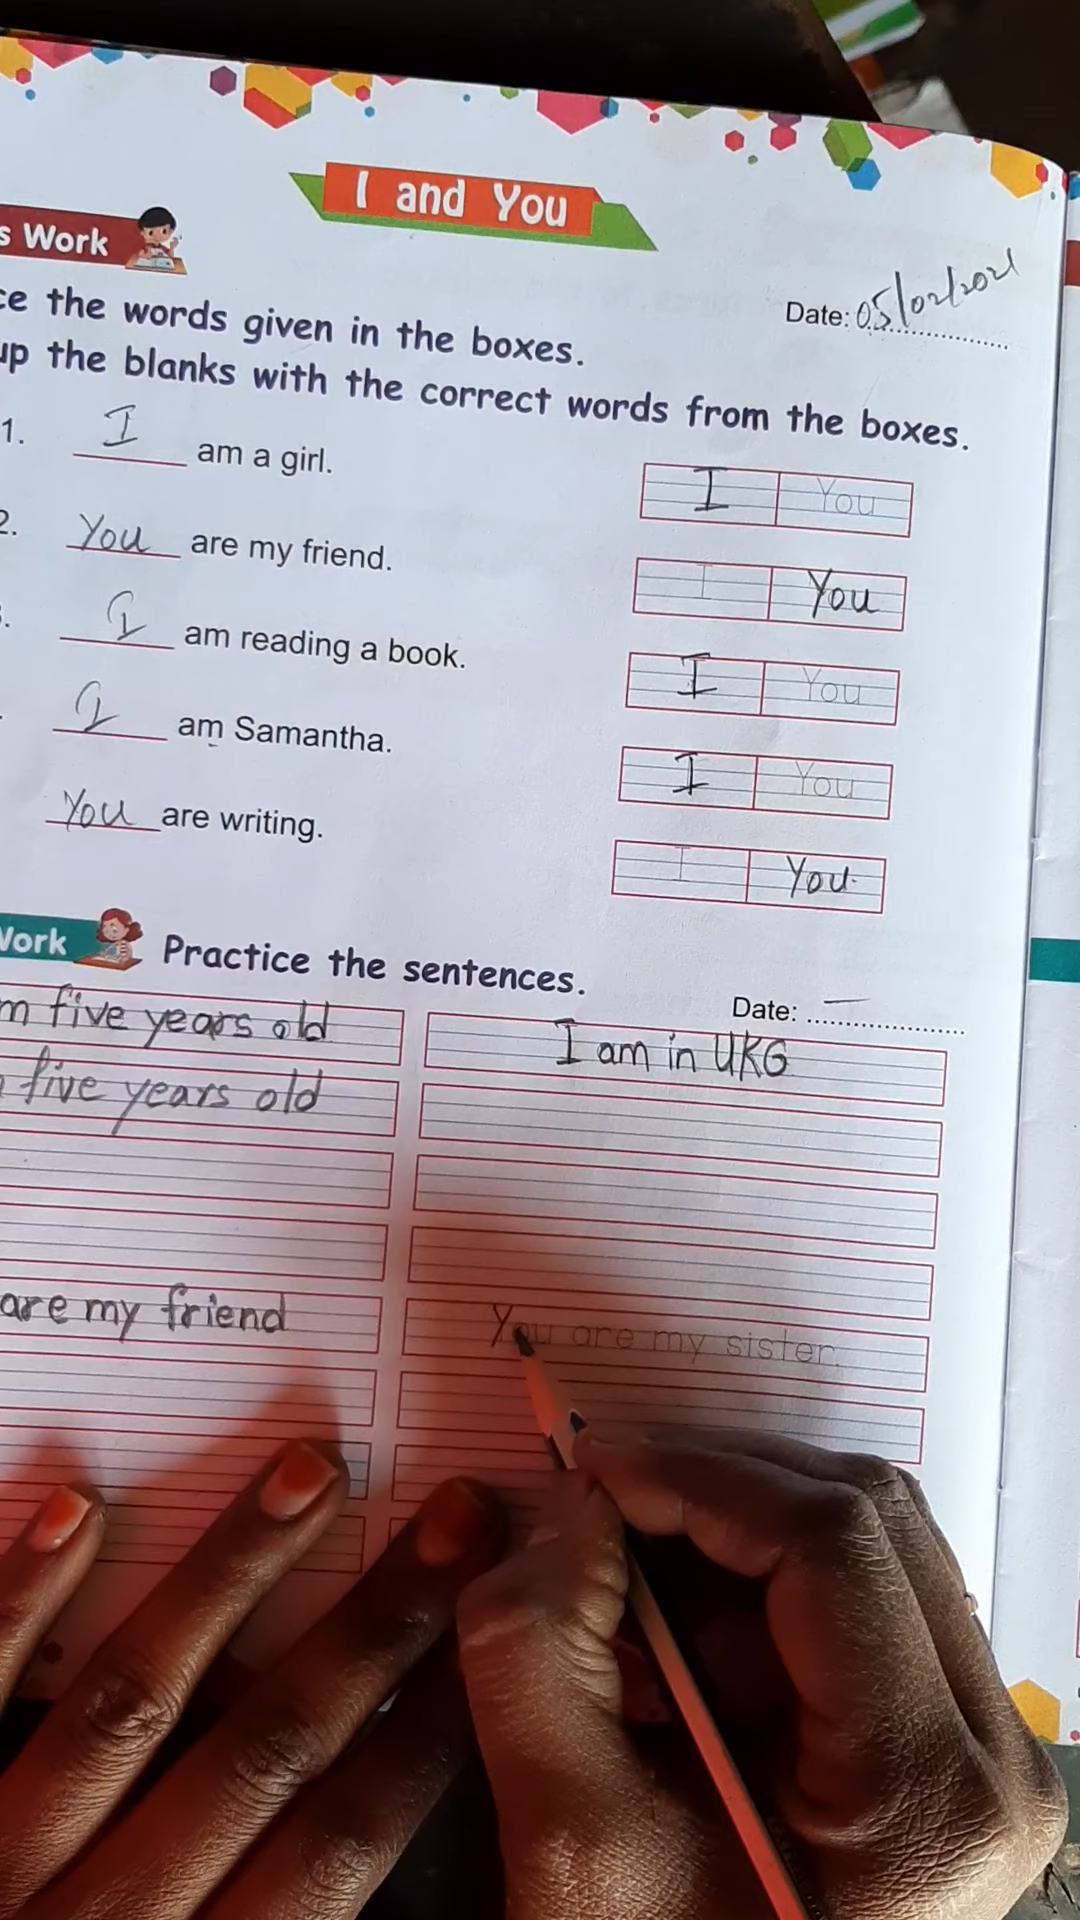 I and You
s Work
Date: 05/02/2021
ce the words given in the boxes.
up the blanks with the correct words from the boxes.
1. I am a girl. I You
2. You are my friend. I You
I am reading a book. I You
I am Samantha. I You
You are writing. I You.
Work Practice the sentences.
Date:
m five years old I am in UKG
five years old
are my friend You are my sister.